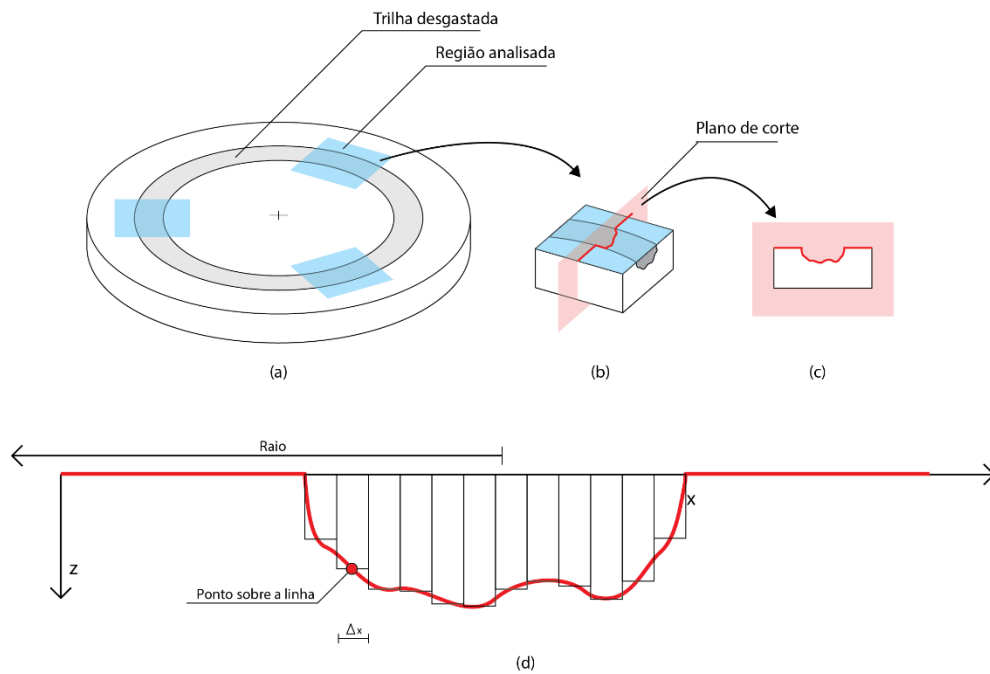 Trilha desgastada
Região analisada
Plano de corte
(a)
(b)
(c)
Raio
x
z
Ponto sobre a linha
Δx
(d)